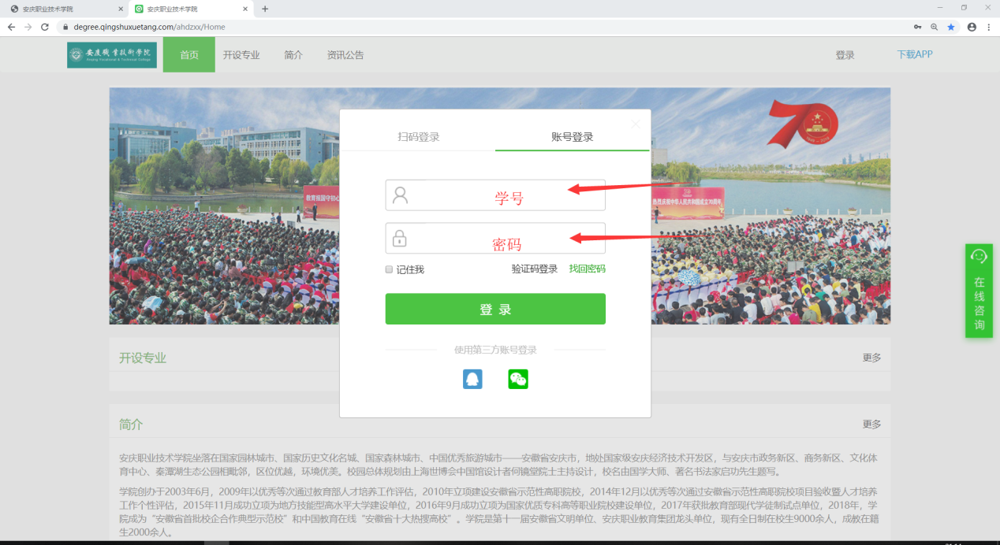 安庆职业技术学院
安庆职业技术学院
degree.qingshuxuetang.com/ahdzxx/Home
安庆职业技术学院
Anqing Vocational & Technical College
首页
开设专业
简介
资讯公告
登录
下载APP
扫码登录
账号登录
学号
密码
记住我
验证码登录
找回密码
登 录
使用第三方账号登录
教育报国守初心
热烈庆祝中华人民共和国成立70周年
在线咨询
开设专业
更多
简介
更多
安庆职业技术学院坐落在国家园林城市、国家历史文化名城、国家森林城市、中国优秀旅游城市——安徽省安庆市，地处国家级安庆经济技术开发区，与安庆市政务新区、商务新区、文化体
育中心、秦潭湖生态公园相毗邻，区位优越，环境优美。校园总体规划由上海世博会中国馆设计者何镜堂院士主持设计，校名由国学大师、著名书法家启功先生题写。
学院创办于2003年6月，2009年以优秀等次通过教育部人才培养工作评估，2010年立项建设安徽省示范性高职院校，2014年12月以优秀等次通过安徽省示范性高职院校项目验收暨人才培养
工作个性评估，2015年11月成功立项为地方技能型高水平大学建设单位，2016年9月成功立项为国家优质专科高等职业院校建设单位，2017年获批教育部现代学徒制试点单位，2018年，学
院成为“安徽省首批校企合作典型示范校”和中国教育在线“安徽省十大热搜高校”。学院是第十一届安徽省文明单位、安庆职业教育集团龙头单位，现有全日制在校生9000余人，成教在籍
生2000余人。